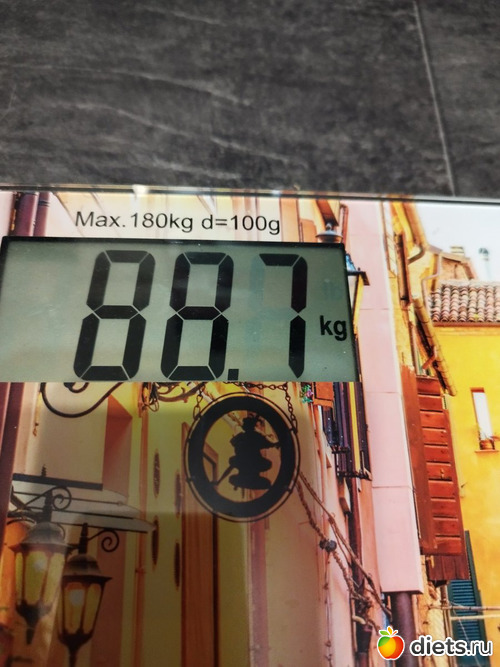 Max.180kg d=100g
88.7 kg
diets.ru